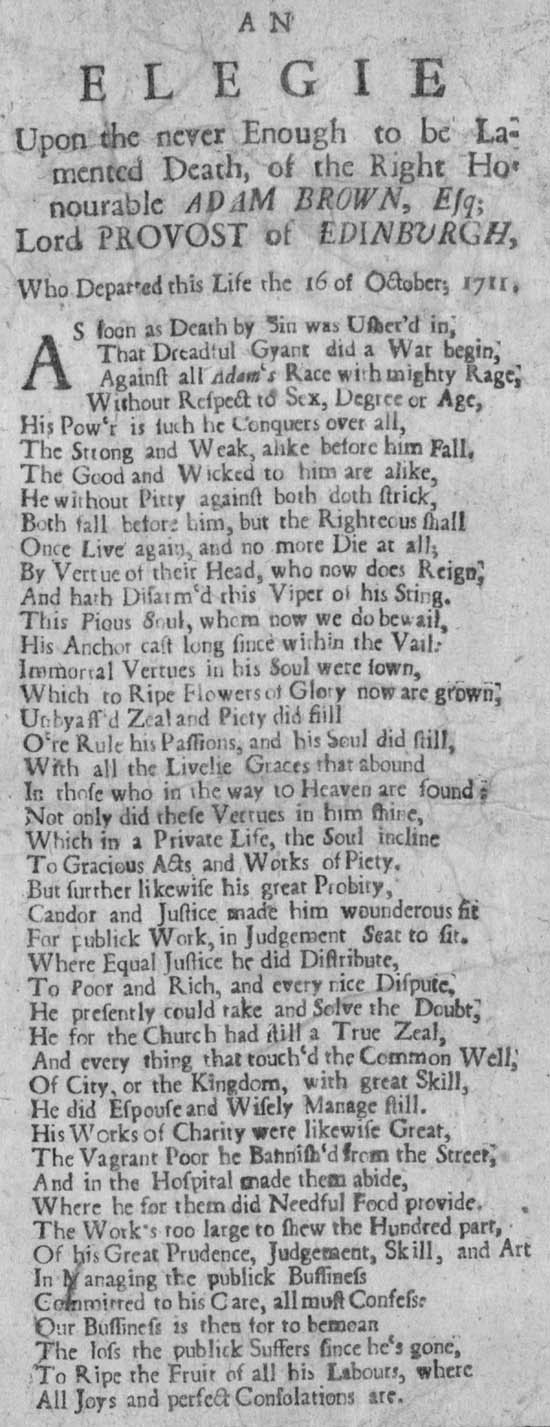 AN
ELEGIE
Upon the never Enough to be La-
mented Death, of the Right Ho-
nourable ADAM BROWN, Eſq;
Lord PROVOST of EDINBURGH,
Who Departed this Life the 16 of October, 1711,
AS ſoon as Death by Sin was Uſher'd in,
That Dreadful Gyant did a War begin,
Againſt all Adam's Race with mighty Rage,
Without Reſpect to Sex, Degree or Age,
His Pow'r is ſuch he Conquers over all,
The Strong and Weak, alike before him Fall.
The Good and Wicked to him are alike,
He without Pitty againſt both doth ſtrick,
Both fall before him, but the Righteous ſhall
Once Live again, and no more Die at all;
By Vertue of their Head, who now does Reign,
And hath Diſarm'd this Viper of his Sting.
This Pious Soul, whom now we do bewail,
His Anchor caſt long ſince within the Vail.
Immortal Vertues in his Soul were ſown,
Which to Ripe Flowers of Glory now are grown,
Unbyaſſ'd Zeal and Piety did ſtill
O're Rule his Paſſions, and his Soul did ſtill,
With all the Livelie Graces that abound
In thoſe who in the way to Heaven are found;
Not only did theſe Vertues in him ſhine,
Which in a Private Life, the Soul incline
To Gracious Acts and Works of Piety.
But further likewiſe his great Probity,
Candor and Juſtice made him wounderous fit
For publick Work, in Judgement Seat to ſit.
Where Equal Juſtice he did Diſtribute,
To Poor and Rich, and every nice Diſpute,
He preſently could take and Solve the Doubt,
He for the Church had ſtill a True Zeal,
And every thing that touch'd the Common Well,
Of City, or the Kingdom, with great Skill,
He did Eſpouſe and Wiſely Manage ſtill.
His Works of Charity were likewiſe Great,
The Vagrant Poor he Banniſh'd from the Street,
And in the Hoſpital made them abide,
Where he for them did Needful Food provide.
The Work's too large to ſhew the Hundred part,
Of his Great Prudence, Judgement, Skill, and Art
In Managing the publick Buſſineſs
Committed to his Care, all muſt Confeſs:
Our Buſſineſs is then for to bemoan
The loſs the publick Suffers ſince he's gone,
To Ripe the Fruit of all his Labours, where
All Joys and perfect Conſolations are.